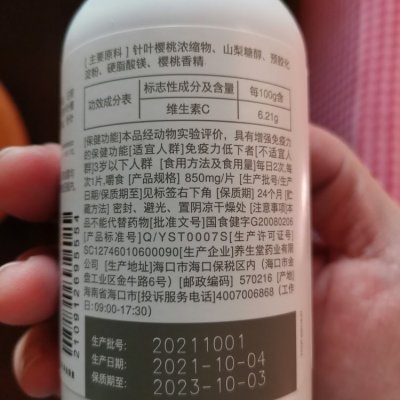 [主要原料] 针叶樱桃浓缩物、山梨糖醇、预胶化
淀粉、硬脂酸镁、樱桃香精
功效成分表
标志性成分及含量
每100g含
维生素C
6.21g
[保健功能]本品经动物实验评价，具有增强免疫力
的保健功能[适宜人群]免疫力低下者[不适宜人
群]3岁以下人群 [食用方法及食用量]每日2次,每
次1片,嚼食 [产品规格] 850mg/片 [生产批号/生产
日期/保质期至]见标签右下角 [保质期] 24个月 [贮
藏方法] 密封、避光、置阴凉干燥处 [注意事项]本
品不能代替药物[批准文号]国食健字G20080206
[产品标准号]Q/YST0007S[生产许可证号]
SC12746010600090[生产企业]养生堂药业有限
公司 [生产地址]海口市海口保税区内（海口市金
盘工业区金牛路6号）[邮政编码] 570216 [产地]
海南省海口市[投诉服务热线]4007006868（工作
日:09:00-17:30）
生产批号: 20211001
生产日期: 2021-10-04
保质期至: 2023-10-03